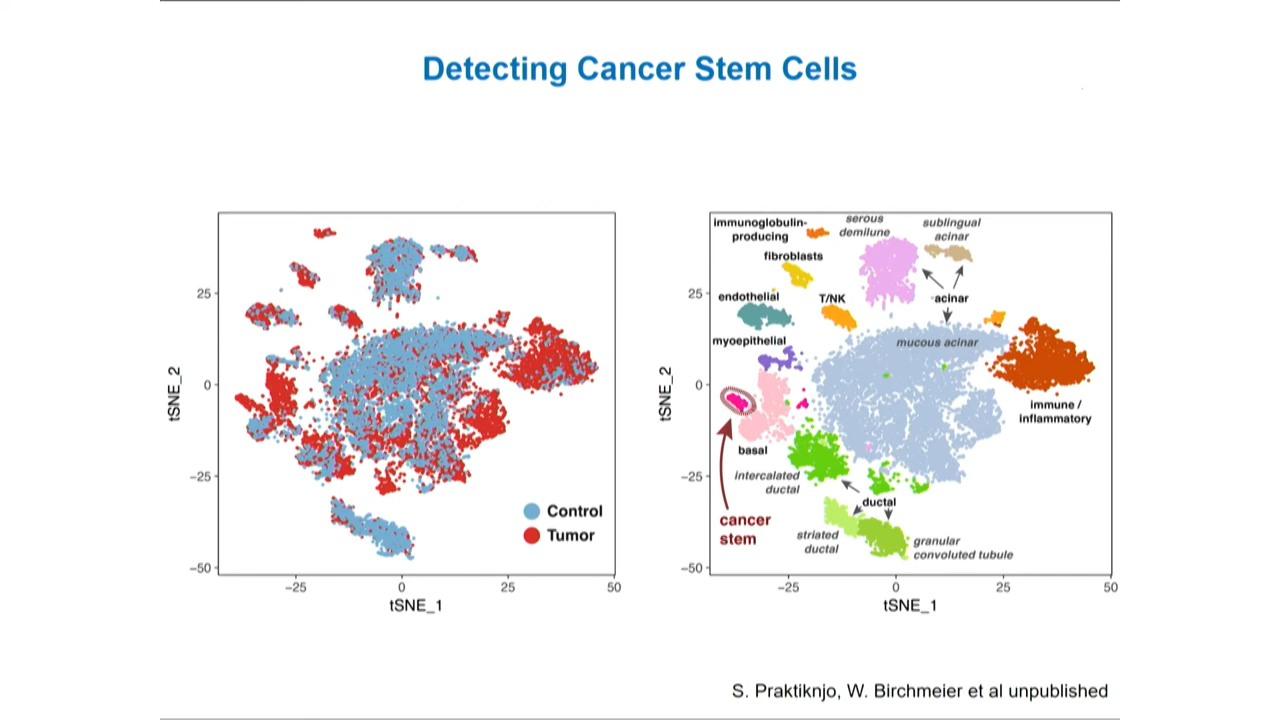 Detecting Cancer Stem Cells
25
0
−25
−50
−25
0
25
50
tSNE_1
tSNE_2
Control
Tumor
immunoglobulin-
producing
serous
demilune
sublingual
acinar
fibroblasts
endothelial
T/NK
acinar
myoepithelial
mucous acinar
immune /
inflammatory
basal
intercalated
ductal
ductal
cancer
stem
striated
ductal
granular
convoluted tubule
25
0
−25
−50
−25
0
25
50
tSNE_1
tSNE_2
S. Praktiknjo, W. Birchmeier et al unpublished